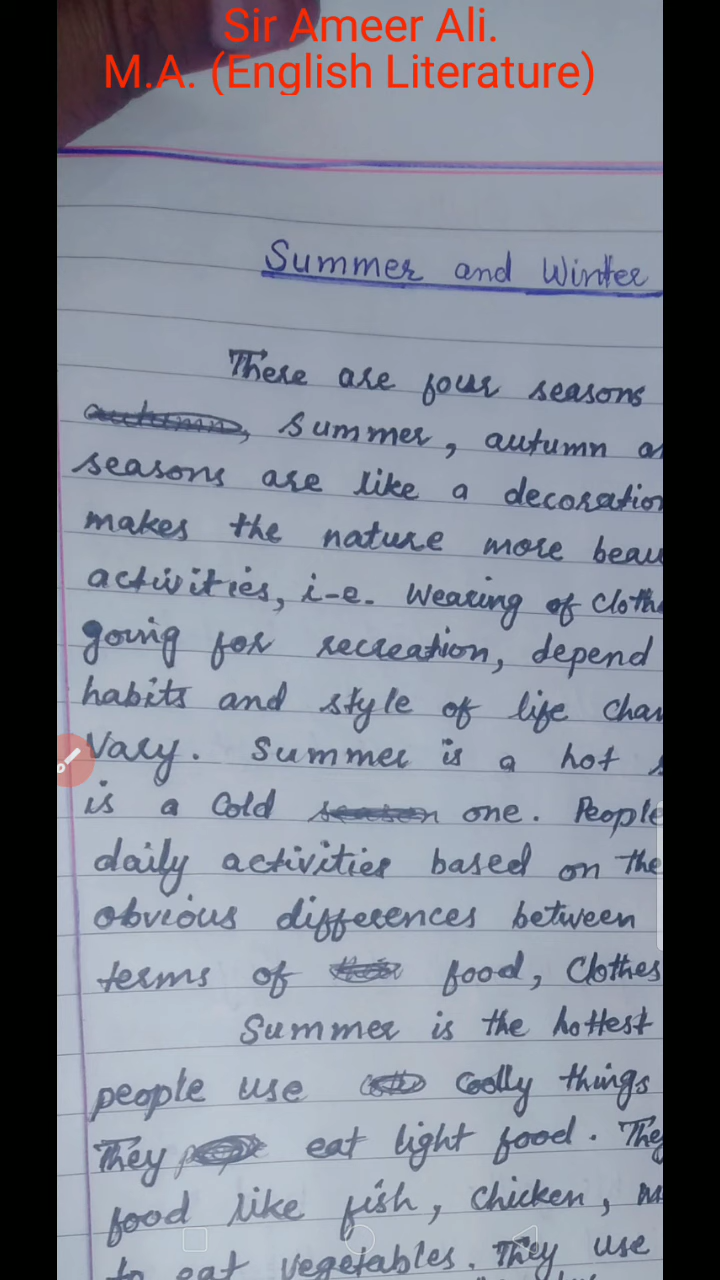 Sir Ameer Ali.
M.A. (English Literature)
Summer and Winter
There are four seasons
autumn, summer, autumn
seasons are like a decoration
makes the nature more
activities, i-e. Wearing of
going for recreation, depend
habits and style of life
Vary. Summer is a hot
is a Cold season one. People
daily activities based on the
obvious differences between
terms of food, Clothes
Summer is the hottest
people use coolly things
They eat light food.
food like fish, chicken,
to eat vegetables. They use